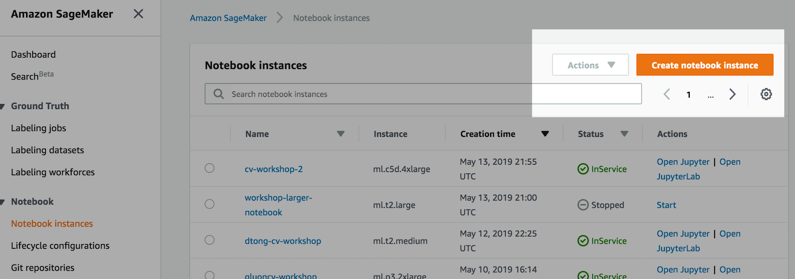 Amazon SageMaker
Dashboard
Search Beta
Ground Truth
Labeling jobs
Labeling datasets
Labeling workforces
Notebook
Notebook instances
Lifecycle configurations
Git repositories
Amazon SageMaker > Notebook instances
Notebook instances
Actions
Create notebook instance
Search notebook instances
1 ...
Name Instance Creation time Status Actions
cv-workshop-2 ml.c5d.4xlarge May 13, 2019 21:55 InService Open Jupyter | Open
UTC JupyterLab
workshop-larger- ml.t2.large May 13, 2019 21:00 Stopped Start
notebook UTC
dtong-cv-workshop ml.t2.medium May 12, 2019 22:25 InService Open Jupyter | Open
UTC JupyterLab
gluoncv-workshop ml.p3.2xlarge May 10, 2019 16:14 InService Open Jupyter | Open